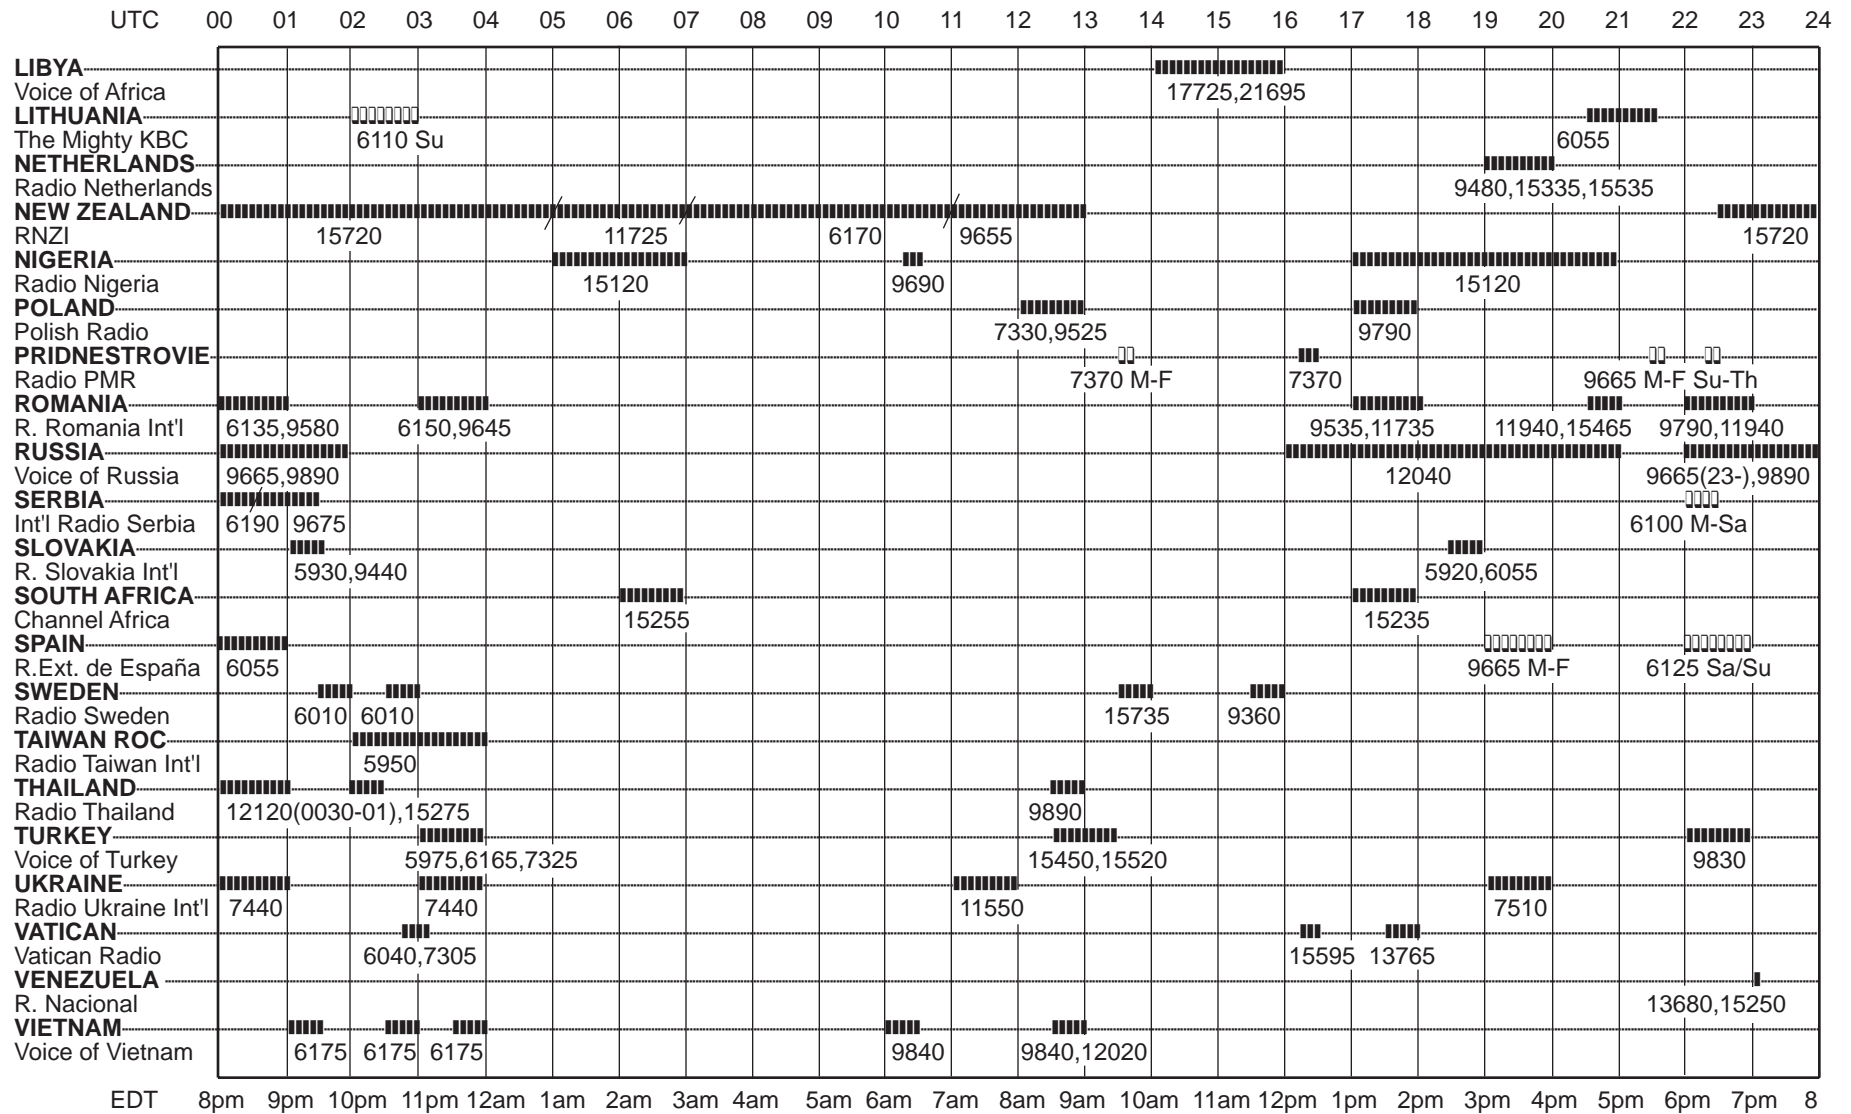 UTC 00 01 02 03 04 05 06 07 08 09 10 11 12 13 14 15 16 17 18 19 20 21 22 23 24
LIBYA
Voice of Africa 17725,21695
LITHUANIA
The Mighty KBC 6110 Su 6055
NETHERLANDS
Radio Netherlands 9480,15335,15535
NEW ZEALAND
RNZI 15720 11725 6170 9655 15720
NIGERIA
Radio Nigeria 15120 9690 15120
POLAND
Polish Radio 7330,9525 9790
PRIDNESTROVIE
Radio PMR 7370 M-F 7370 9665 M-F Su-Th
ROMANIA
R. Romania Int'l 6135,9580 6150,9645 9535,11735 11940,15465 9790,11940
RUSSIA
Voice of Russia 9665,9890 12040 9665(23-),9890
SERBIA
Int'l Radio Serbia 6190 9675 6100 M-Sa
SLOVAKIA
R. Slovakia Int'l 5930,9440 5920,6055
SOUTH AFRICA
Channel Africa 15255 15235
SPAIN
R.Ext. de España 6055 9665 M-F 6125 Sa/Su
SWEDEN
Radio Sweden 6010 6010 15735 9360
TAIWAN ROC
Radio Taiwan Int'l 5950
THAILAND
Radio Thailand 12120(0030-01),15275 9890
TURKEY
Voice of Turkey 5975,6165,7325 15450,15520 9830
UKRAINE
Radio Ukraine Int'l 7440 7440 11550 7510
VATICAN
Vatican Radio 6040,7305 15595 13765
VENEZUELA
R. Nacional 13680,15250
VIETNAM
Voice of Vietnam 6175 6175 6175 9840 9840,12020
EDT 8pm 9pm 10pm 11pm 12am 1am 2am 3am 4am 5am 6am 7am 8am 9am 10am 11am 12pm 1pm 2pm 3pm 4pm 5pm 6pm 7pm 8